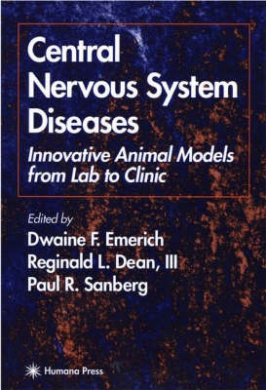 Central
Nervous System
Diseases
Innovative Animal Models
from Lab to Clinic
Edited by
Dwaine F. Emerich
Reginald L. Dean, III
Paul R. Sanberg
Humana Press